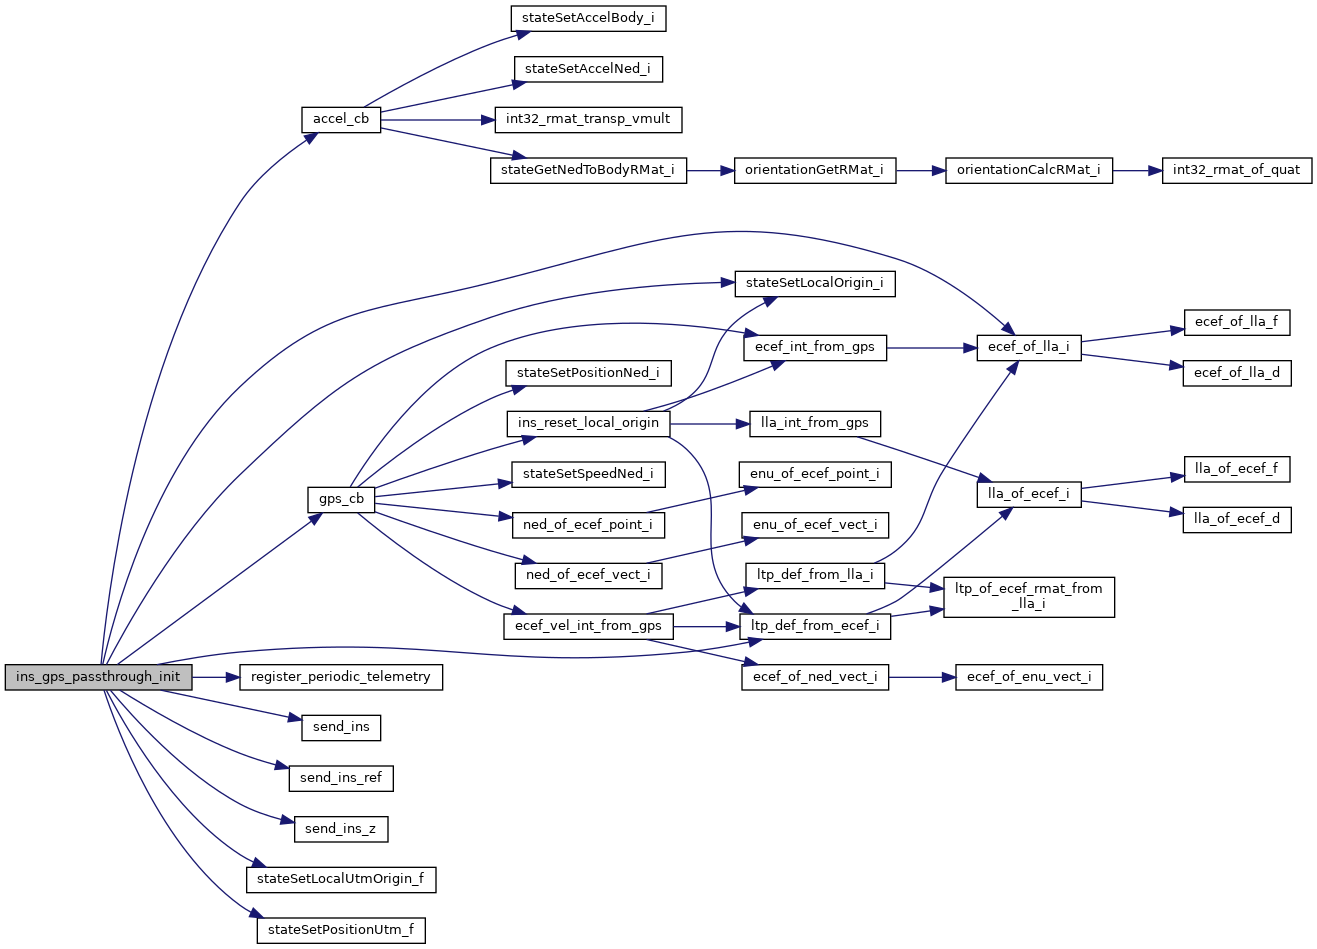 stateSetAccelBody_i
stateSetAccelNed_i
accel_cb
int32_rmat_transp_vmult
stateGetNedToBodyRMat_i
orientationGetRMat_i
orientationCalcRMat_i
int32_rmat_of_quat
stateSetLocalOrigin_i
ecef_of_lla_f
ecef_int_from_gps
ecef_of_lla_i
stateSetPositionNed_i
ecef_of_lla_d
ins_reset_local_origin
lla_int_from_gps
stateSetSpeedNed_i
enu_of_ecef_point_i
lla_of_ecef_f
gps_cb
lla_of_ecef_i
ned_of_ecef_point_i
enu_of_ecef_vect_i
lla_of_ecef_d
ned_of_ecef_vect_i
ltp_def_from_lla_i
ltp_of_ecef_rmat_from
_lla_i
ecef_vel_int_from_gps
ltp_def_from_ecef_i
ins_gps_passthrough_init
register_periodic_telemetry
ecef_of_ned_vect_i
ecef_of_enu_vect_i
send_ins
send_ins_ref
send_ins_z
stateSetLocalUtmOrigin_f
stateSetPositionUtm_f